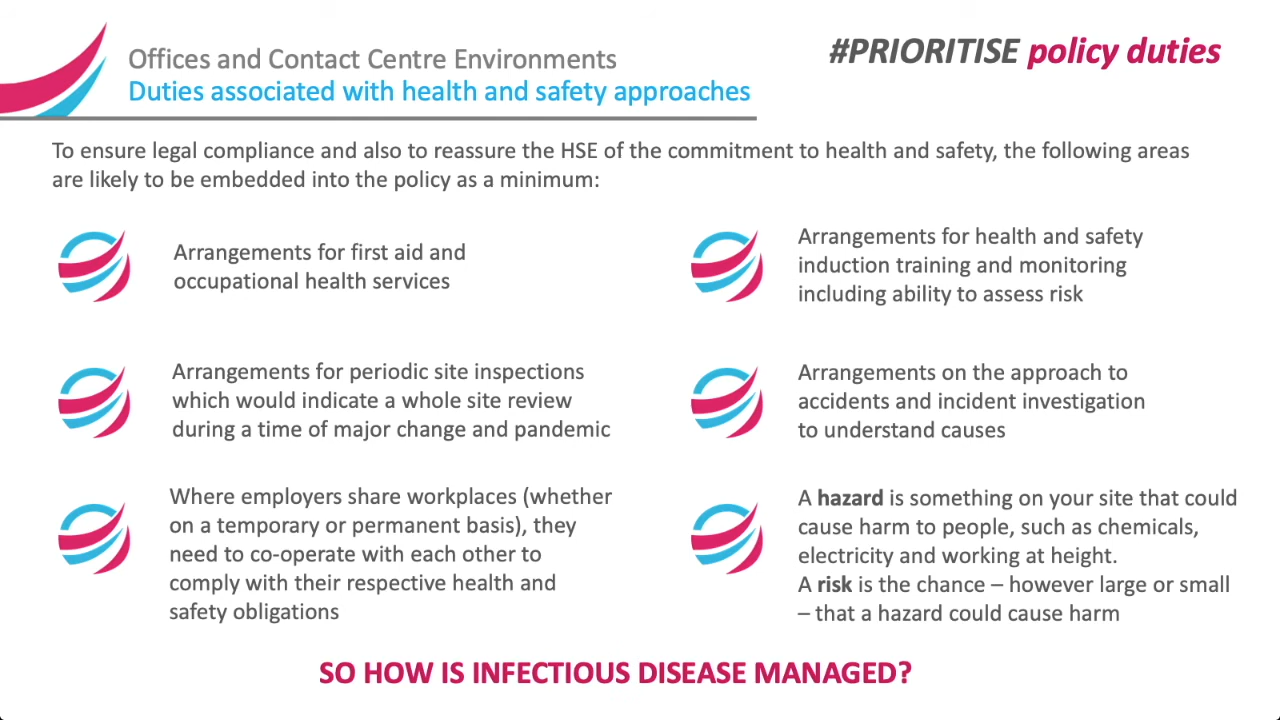 Offices and Contact Centre Environments
Duties associated with health and safety approaches
#PRIORITISE policy duties
To ensure legal compliance and also to reassure the HSE of the commitment to health and safety, the following areas
are likely to be embedded into the policy as a minimum:
Arrangements for first aid and
occupational health services
Arrangements for health and safety
induction training and monitoring
including ability to assess risk
Arrangements for periodic site inspections
which would indicate a whole site review
during a time of major change and pandemic
Arrangements on the approach to
accidents and incident investigation
to understand causes
Where employers share workplaces (whether
on a temporary or permanent basis), they
need to co-operate with each other to
comply with their respective health and
safety obligations
A hazard is something on your site that could
cause harm to people, such as chemicals,
electricity and working at height.
A risk is the chance – however large or small
– that a hazard could cause harm
SO HOW IS INFECTIOUS DISEASE MANAGED?